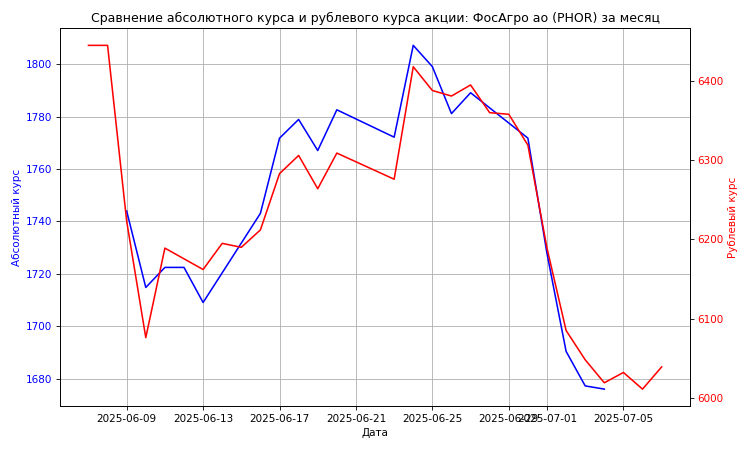 Сравнение абсолютного курса и рублевого курса акции: ФосАгро ао (PHOR) за месяц
1800
1780
1760
1740
1720
1700
1680
Абсолютный курс
6400
6300
6200
6100
6000
Рублевый курс
2025-06-09 2025-06-13 2025-06-17 2025-06-21 2025-06-25 2025-06-29 2025-07-01 2025-07-05
Дата